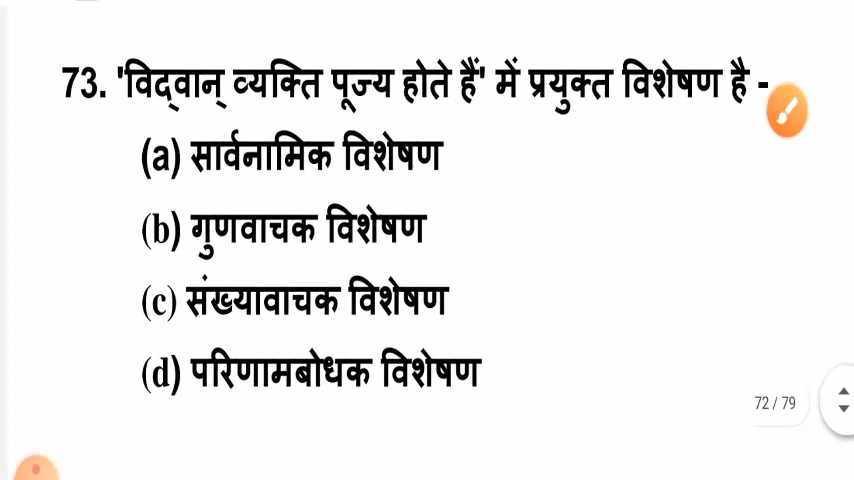 73. 'विद्वान् व्यक्ति पूज्य होते हैं' में प्रयुक्त विशेषण है -
(a) सार्वनामिक विशेषण
(b) गुणवाचक विशेषण
(c) संख्यावाचक विशेषण
(d) परिणामबोधक विशेषण
72 / 79